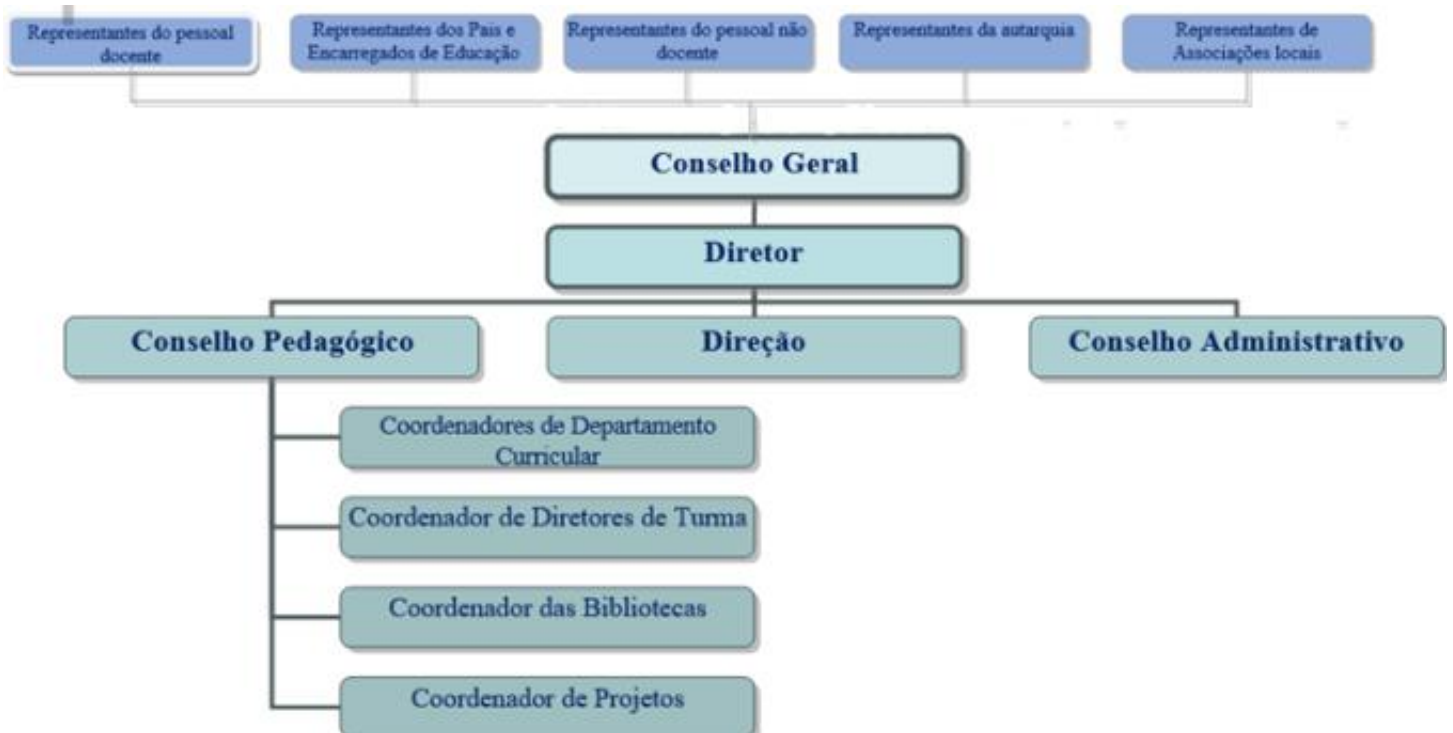 Representantes do pessoal
docente
Representantes dos Pais e
Encarregados de Educação
Representantes do pessoal não
docente
Representantes da autarquia
Representantes de
Associações locais
Conselho Geral
Diretor
Conselho Pedagógico
Direção
Conselho Administrativo
Coordenadores de Departamento
Curricular
Coordenador de Diretores de Turma
Coordenador das Bibliotecas
Coordenador de Projetos